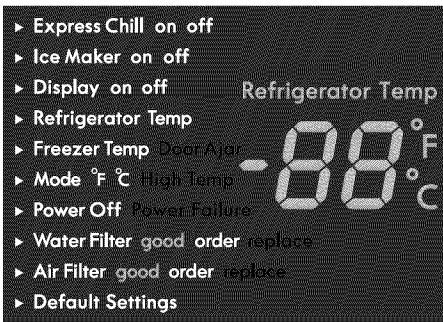 ▸ Express Chill on off
▸ Ice Maker on off
▸ Display on off
Refrigerator Temp
▸ Refrigerator Temp
▸ Freezer Temp Door Ajar
-88 °F °C
▸ Mode °F °C High Temp
▸ Power Off Power Failure
▸ Water Filter good order replace
▸ Air Filter good order replace
▸ Default Settings